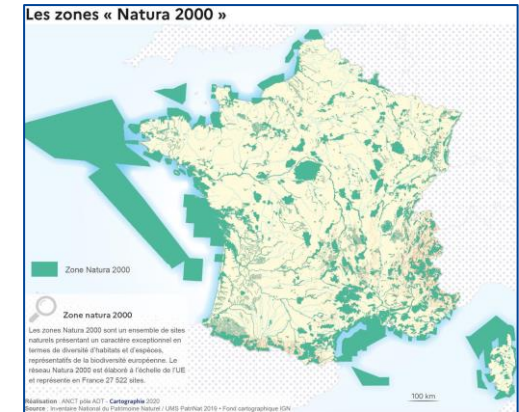 Les zones « Natura 2000 »
Zone Natura 2000
Zone natura 2000
Les zones Natura 2000 sont un ensemble de sites
naturels présentant un caractère exceptionnel en
termes de diversité d'habitats et d'espèces,
représentatifs de la biodiversité européenne. Le
réseau Natura 2000 est élaboré à l'échelle de l'UE
et représente en France 27 522 sites.
100 km
Réalisation : ANCT pôle ADT - Cartographie 2020
Source : Inventaire National du Patrimoine Naturel / UMS PatriNat 2019 • Fond cartographique IGN